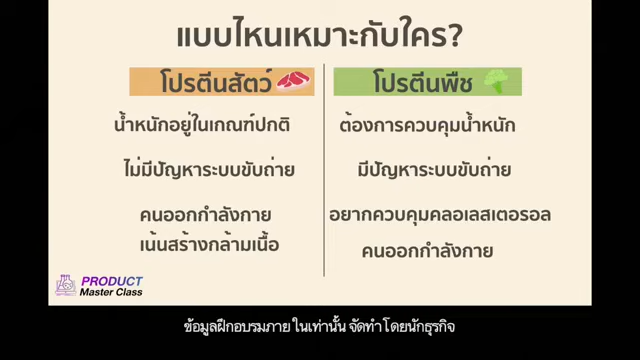 แบบไหนเหมาะกับใคร?
โปรตีนสัตว์
น้ำหนักอยู่ในเกณฑ์ปกติ
ไม่มีปัญหาระบบขับถ่าย
คนออกกำลังกาย
เน้นสร้างกล้ามเนื้อ
โปรตีนพืช
ต้องการควบคุมน้ำหนัก
มีปัญหาระบบขับถ่าย
อยากควบคุมคลอเลสเตอรอล
คนออกกำลังกาย
PRODUCT
Master Class
ข้อมูลฝึกอบรมภาย ในเท่านั้น จัดทำโดยนักธุรกิจ